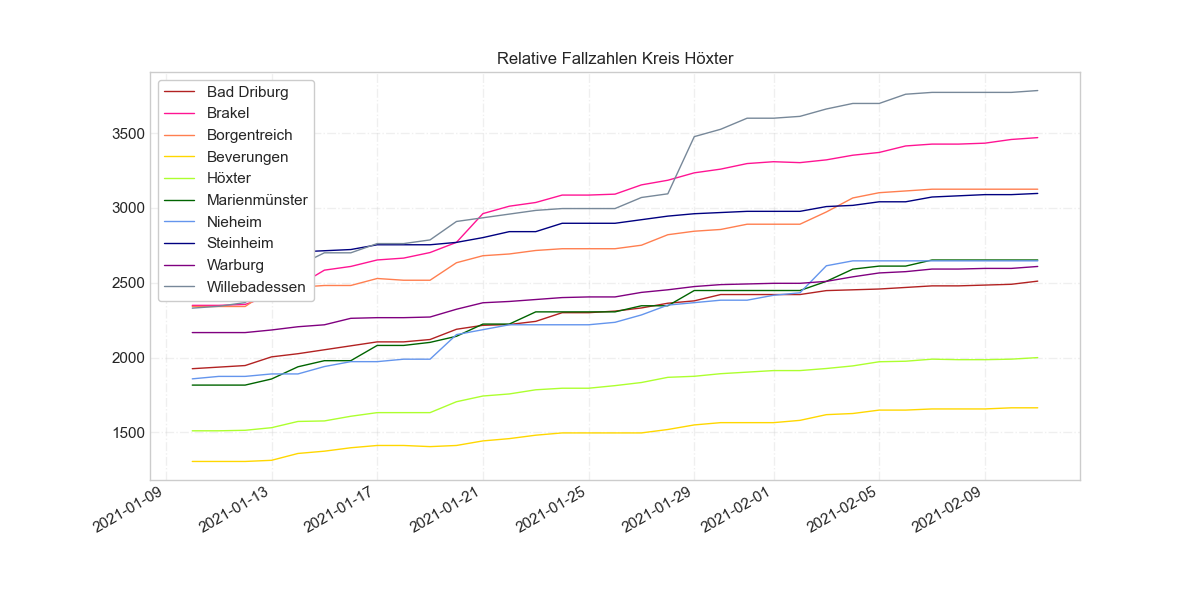 Relative Fallzahlen Kreis Höxter
Bad Driburg
Brakel
Borgentreich
Beverungen
Höxter
Marienmünster
Nieheim
Steinheim
Warburg
Willebadessen
3500
3000
2500
2000
1500
2021-01-09
2021-01-13
2021-01-17
2021-01-21
2021-01-25
2021-01-29
2021-02-01
2021-02-05
2021-02-09